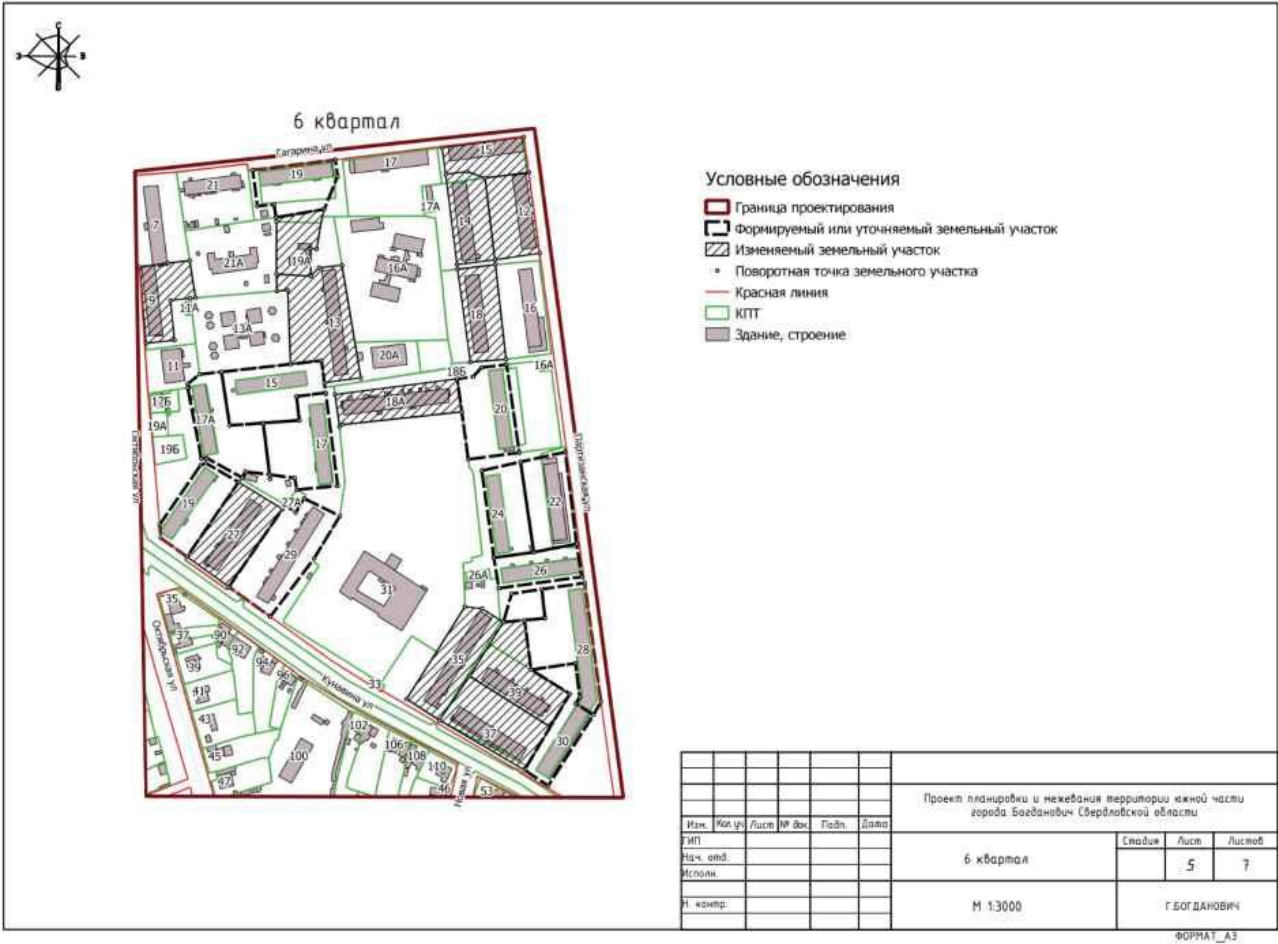 С
З В
Ю
6 квартал
Гагарина ул
15
17
19
21
7
17А
14
12
19А
16А
21А
9
11А
13А
13
18
16
11
20А
15
18Б
16А
17Б
17А
18А
20
19А
17
19Б
Октябрьская ул
Партизанская ул
19
27А
24
22
27
29
26А
26
31
35
28
35
37
90
92
39
94А
96
41
Октябрьская ул
Кунавина ул
33
39
43
37
30
45
102
100
106
108
110
47
46
53
Новая ул
Условные обозначения
Граница проектирования
Формируемый или уточняемый земельный участок
Изменяемый земельный участок
Поворотная точка земельного участка
Красная линия
КПТ
Здание, строение
Проект планировки и межевания территории южной части
города Богданович Свердловской области
Изм. Кол.уч Лист № док. Подп. Дата
ГИП
Нач. отд.
Исполн.
Н. контр.
6 квартал
Стадия Лист Листов
5 7
М 1:3000
Г.БОГДАНОВИЧ
ФОРМАТ_А3